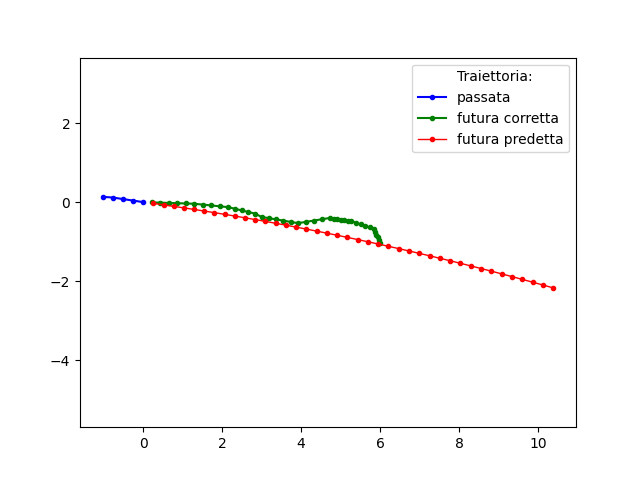 Traiettoria:
passata
futura corretta
futura predetta
2
0
−2
−4
0 2 4 6 8 10